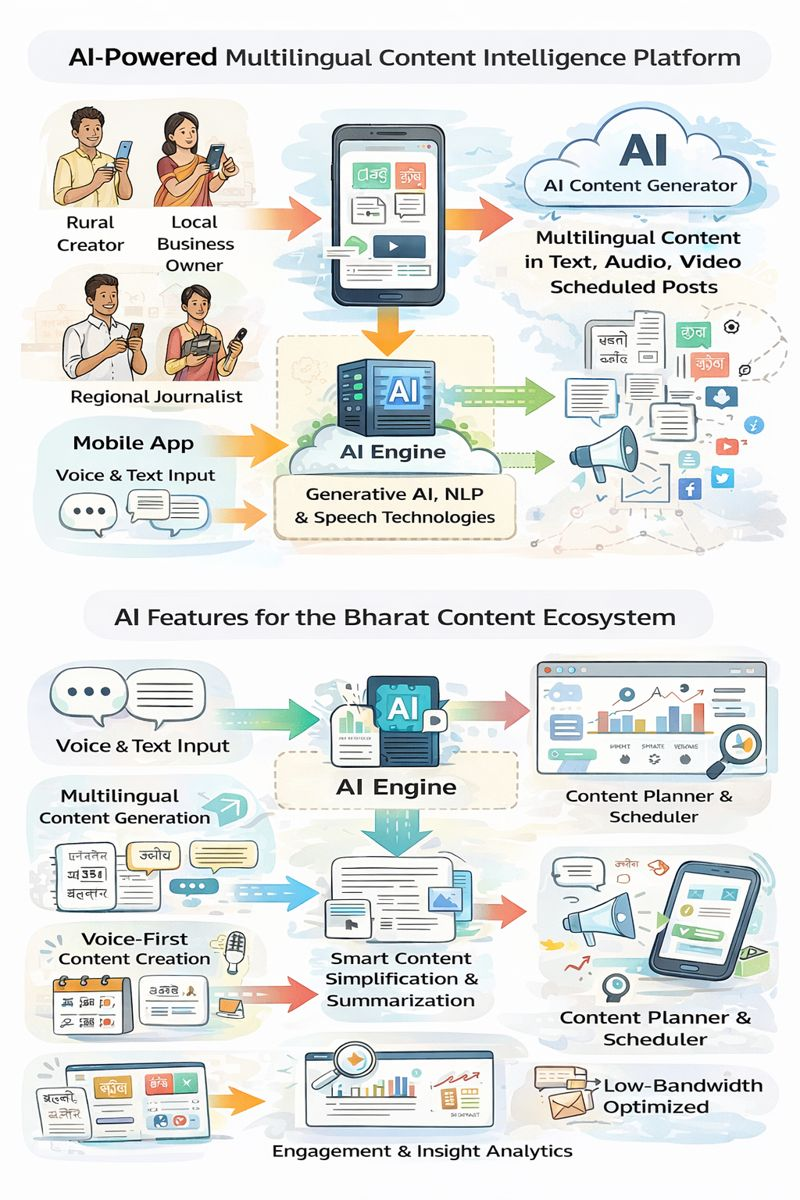 AI-Powered Multilingual Content Intelligence Platform
Rural
Creator
Local
Business
Owner
AI
AI Content Generator
Multilingual Content
in Text, Audio, Video
Scheduled Posts
Regional Journalist
Mobile App
Voice & Text Input
AI
AI Engine
Generative AI, NLP
& Speech Technologies
AI Features for the Bharat Content Ecosystem
Voice & Text Input
AI
AI Engine
Content Planner &
Scheduler
Multilingual
Content Generation
Voice-First
Content Creation
Smart Content
Simplification &
Summarization
Content Planner &
Scheduler
Low-Bandwidth
Optimized
Engagement & Insight Analytics